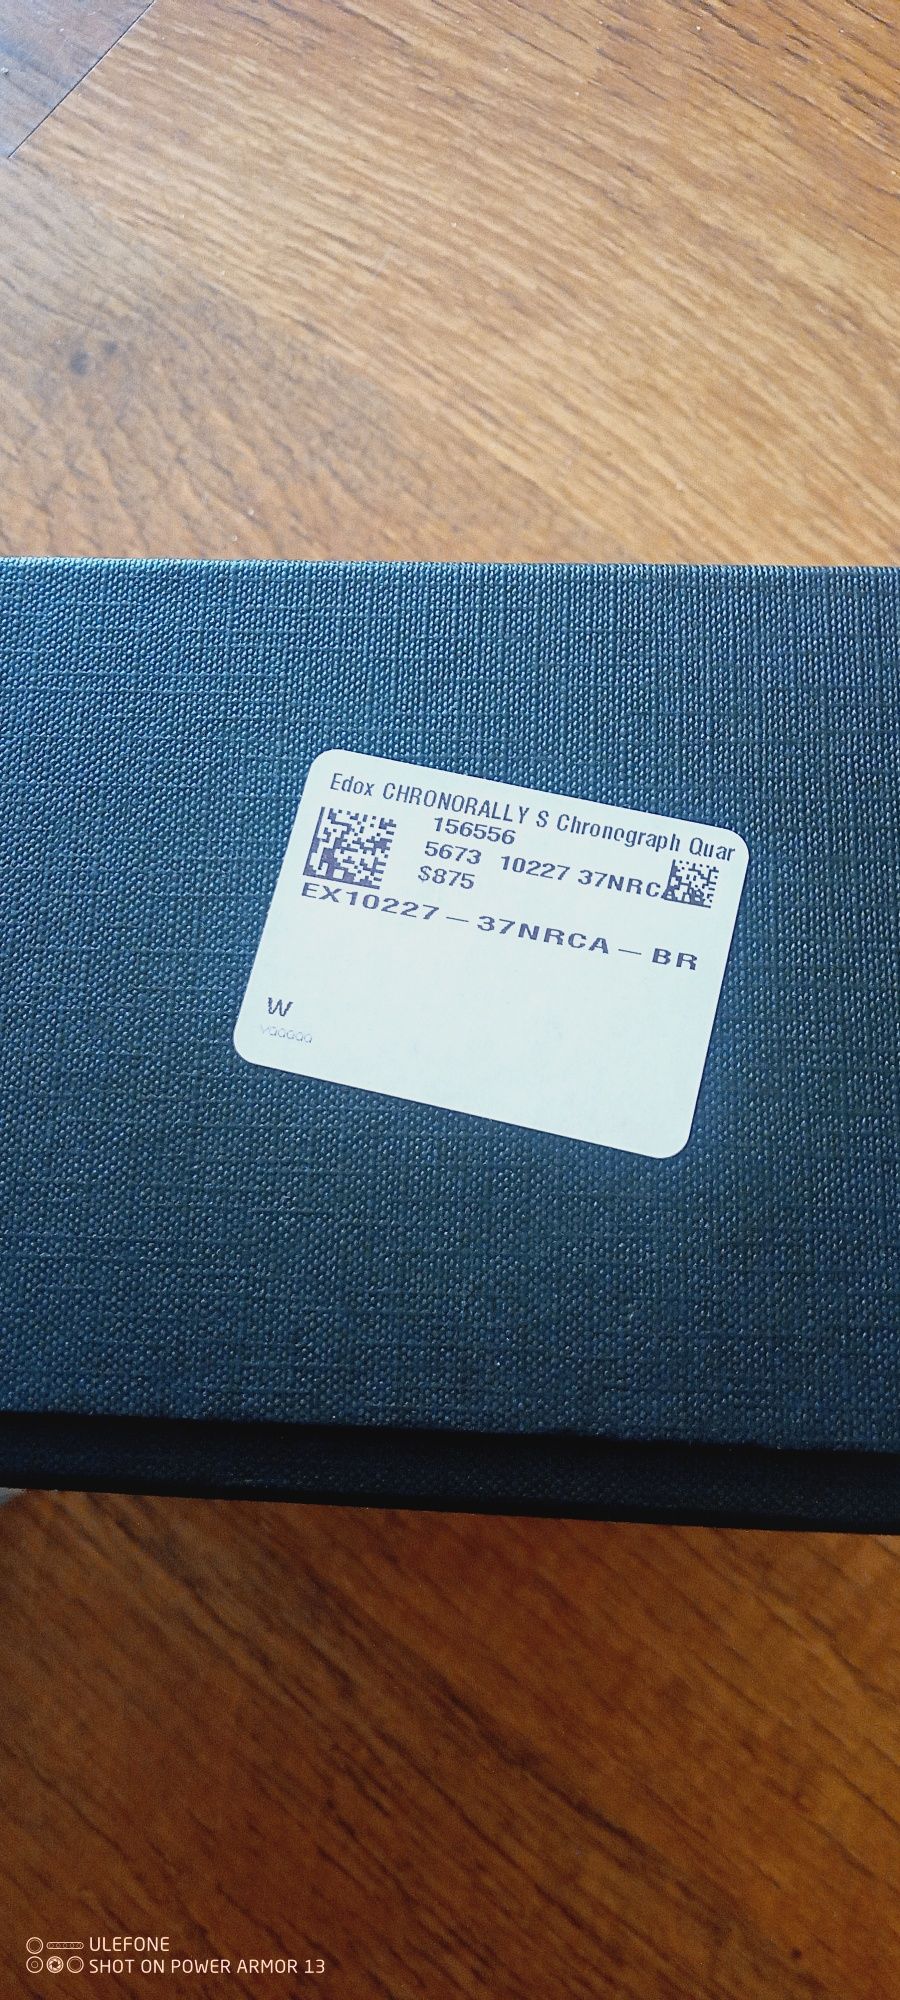 Edox CHRONORALLY S Chronograph Quar
156556
5673 10227 37NRCA
$875
EX10227-37NRCA-BR
W
ULEFONE
SHOT ON POWER ARMOR 13